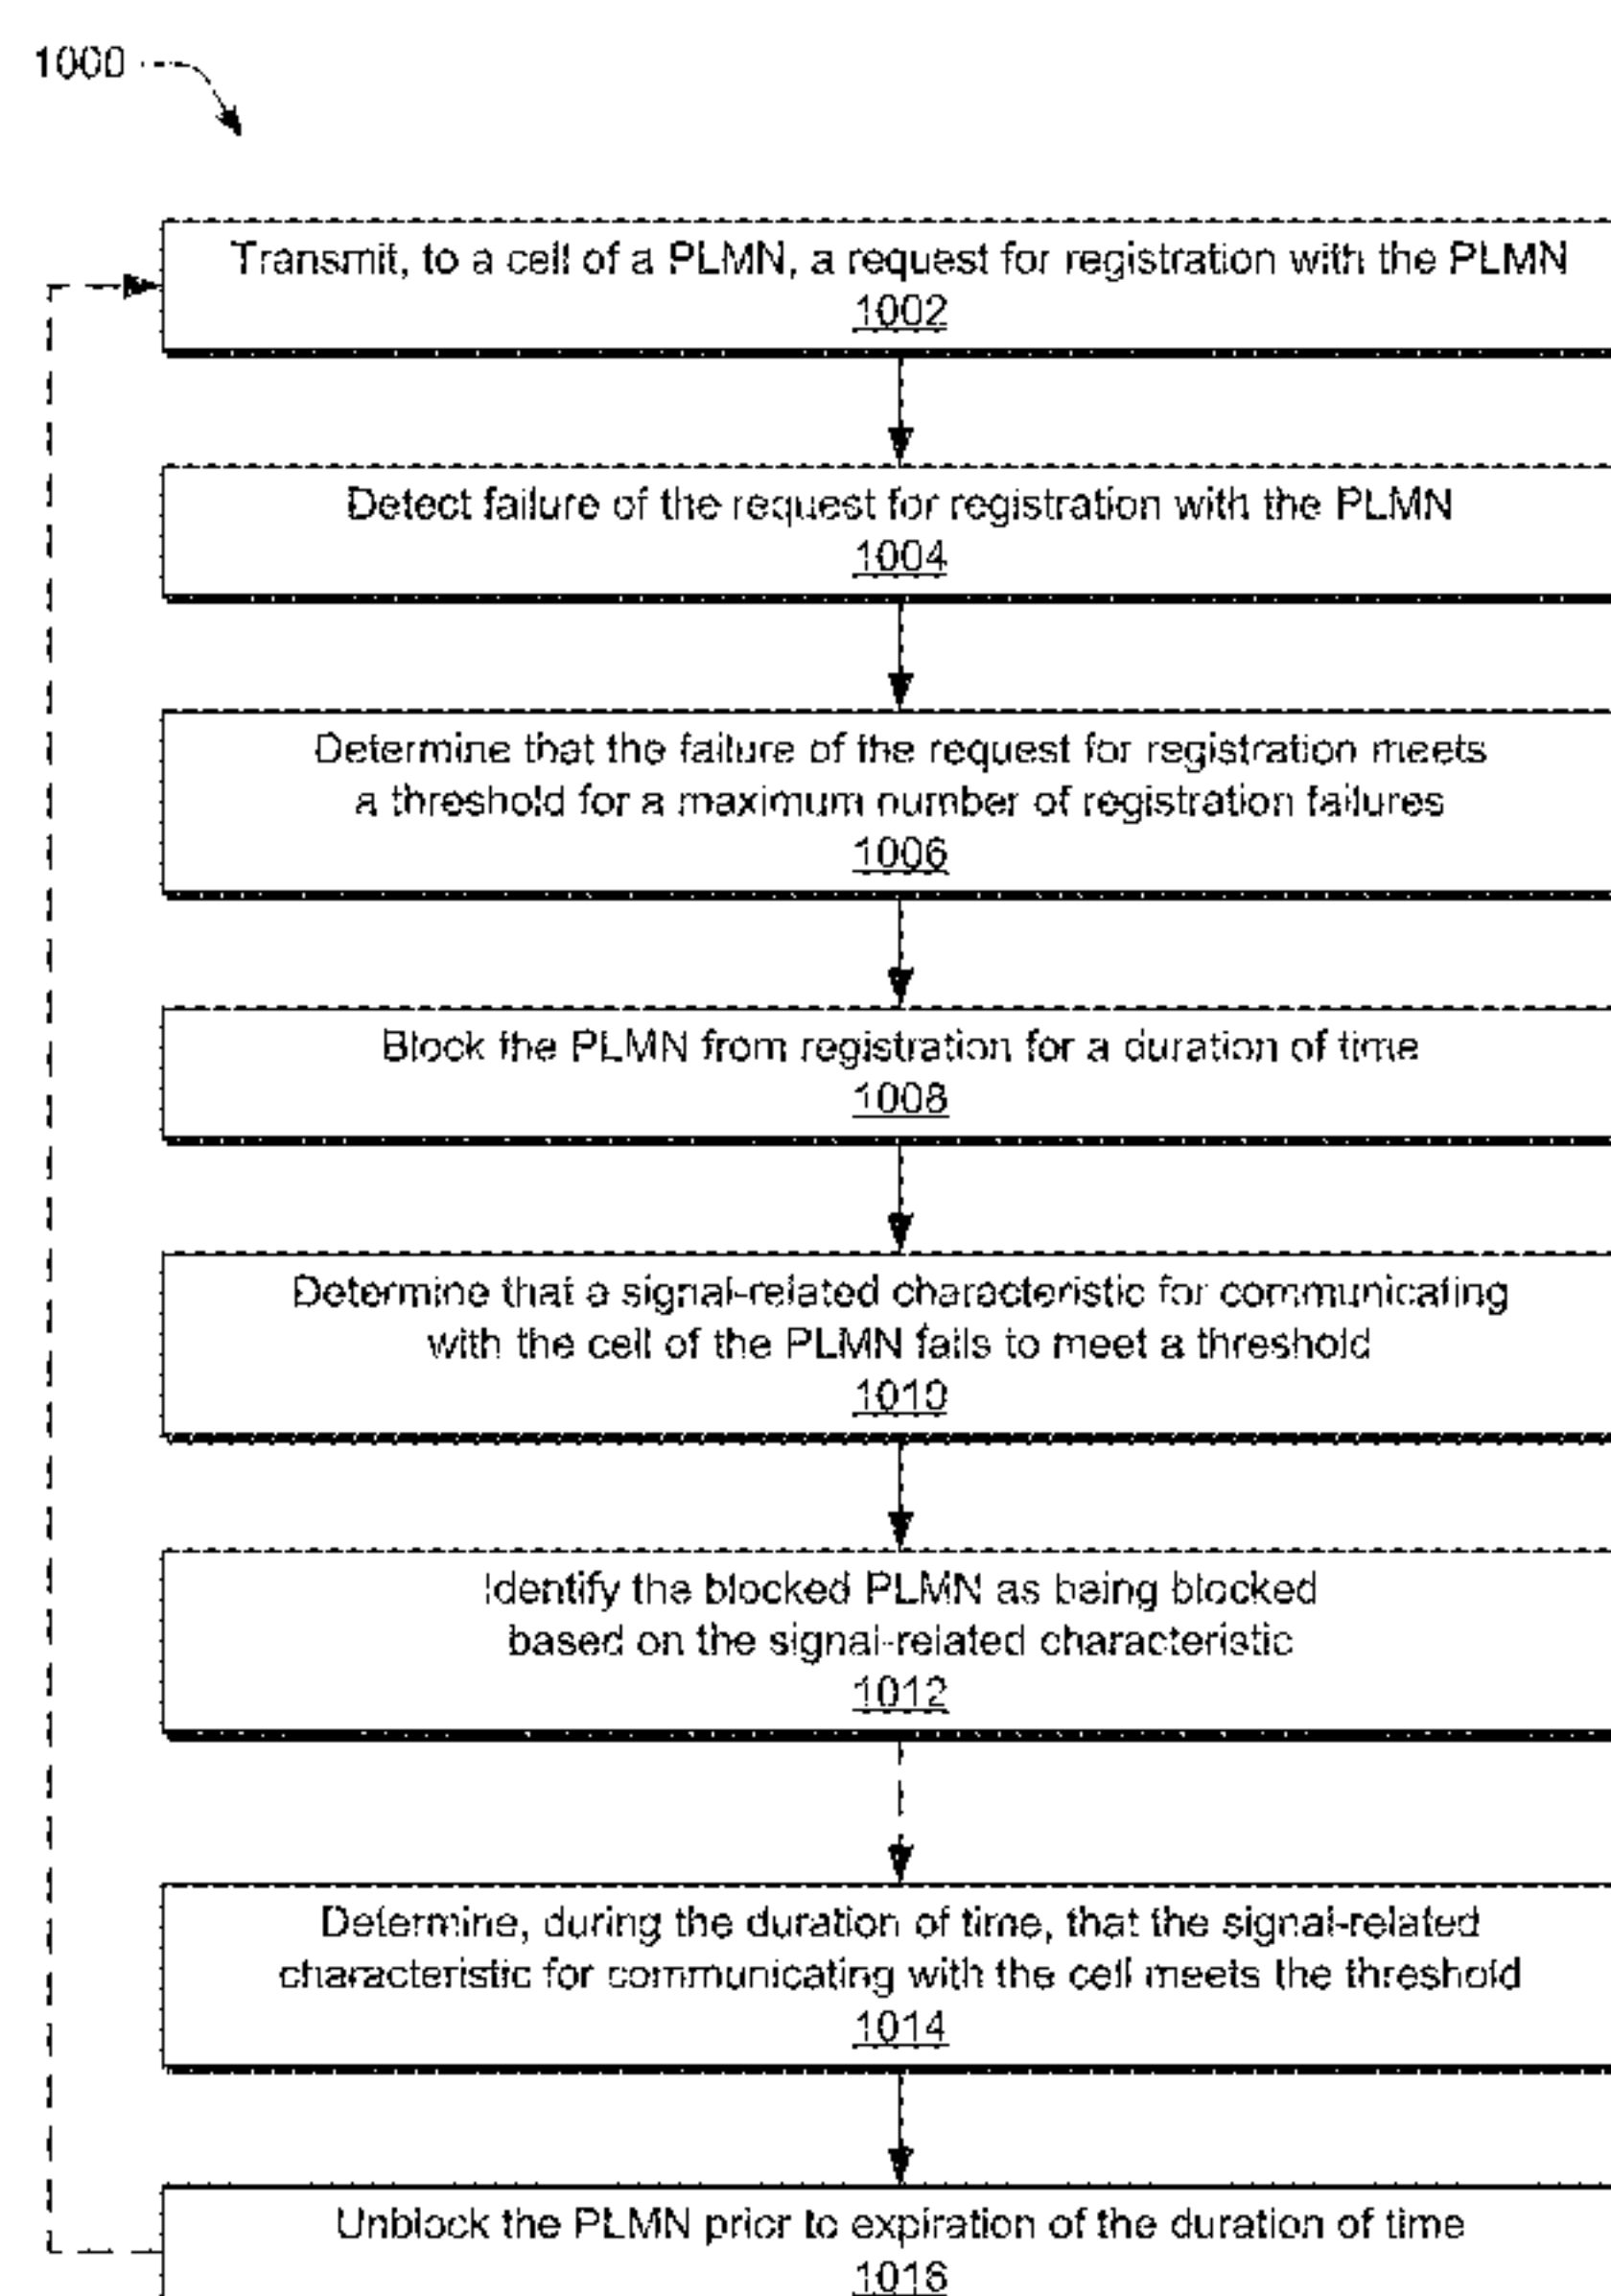 1000
Transmit, to a cell of a PLMN, a request for registration with the PLMN
1002
Detect failure of the request for registration with the PLMN
1004
Determine that the failure of the request for registration meets
a threshold for a maximum number of registration failures
1006
Block the PLMN from registration for a duration of time
1008
Determine that a signal-related characteristic for communicating
with the cell of the PLMN fails to meet a threshold
1010
Identify the blocked PLMN as being blocked
based on the signal-related characteristic
1012
Determine, during the duration of time, that the signal-related
characteristic for communicating with the cell meets the threshold
1014
Unblock the PLMN prior to expiration of the duration of time
1016